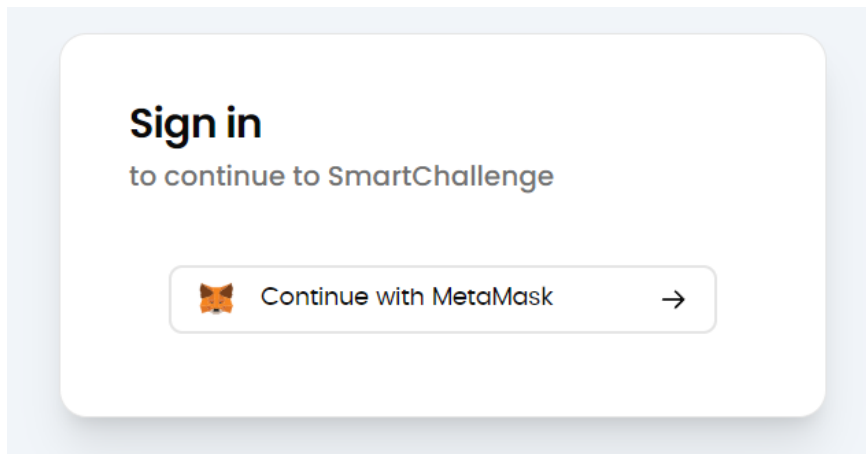 Sign in
to continue to SmartChallenge
Continue with MetaMask